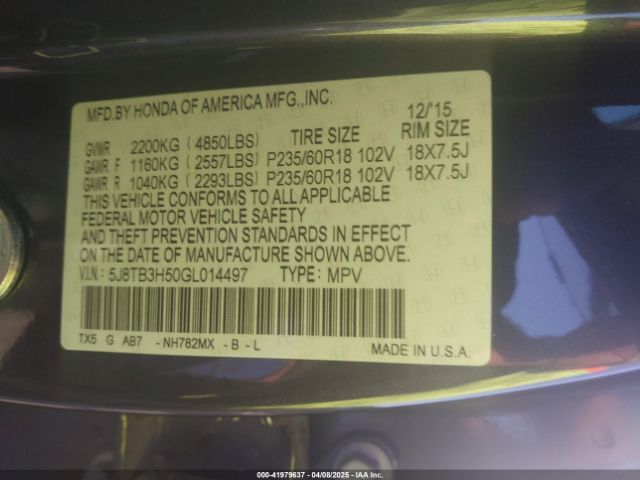 MFD.BY HONDA OF AMERICA MFG.,INC. 12/'15
GVWR 2200KG (4850LBS) TIRE SIZE RIM SIZE
GAWR F 1160KG (2557LBS) P235/60R18 102V 18X7.5J
GAWR R 1040KG (2293LBS) P235/60R18 102V 18X7.5J
THIS VEHICLE CONFORMS TO ALL APPLICABLE
FEDERAL MOTOR VEHICLE SAFETY
AND THEFT PREVENTION STANDARDS IN EFFECT
ON THE DATE OF MANUFACTURE SHOWN ABOVE.
V.I.N.: 5J8TB3H50GL014497 TYPE: MPV
TX5 G AB7 -NH782MX -B -L MADE IN U.S.A.
000-41979637 - 04/08/2025 - IAA Inc.